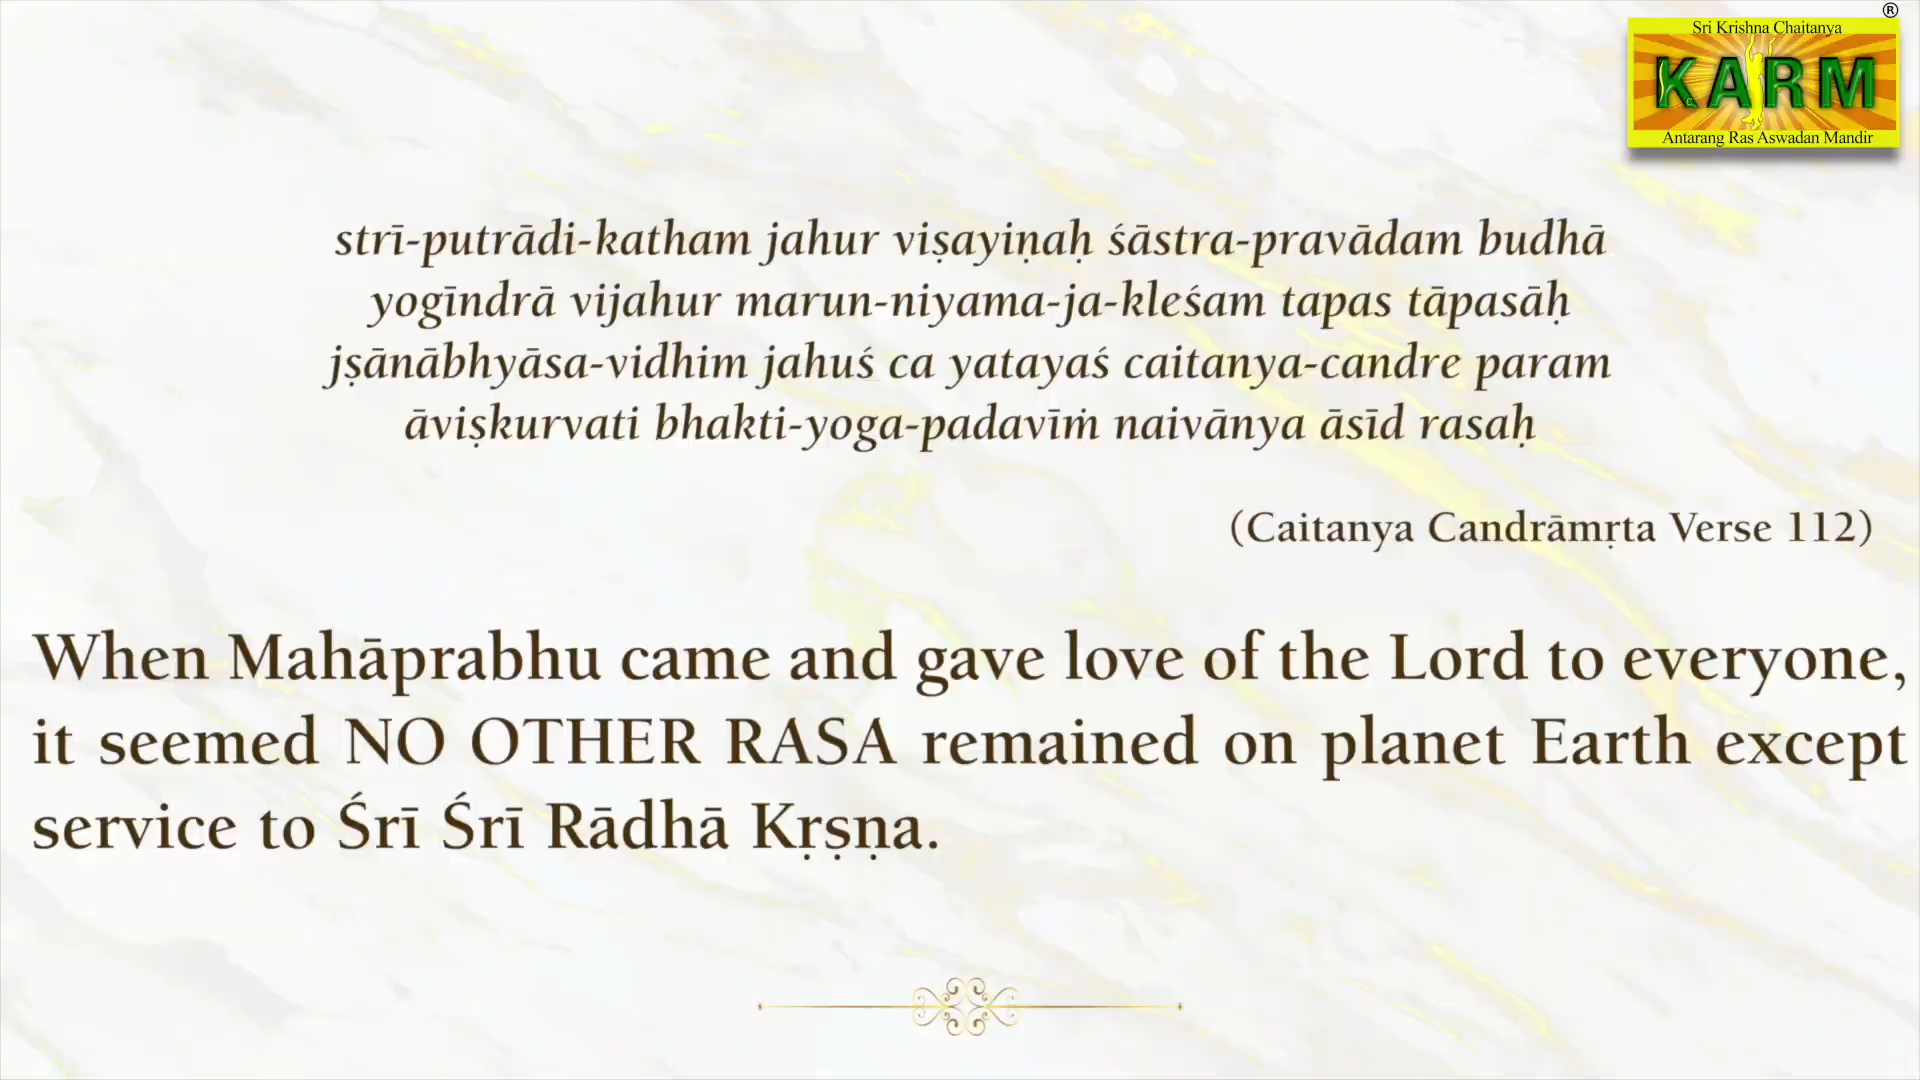 ®
Sri Krishna Chaitanya
KARM
Antarang Ras Aswadan Mandir
strī-putrādi-katham jahur viṣayiṇaḥ śāstra-pravādam budhā
yogīndrā vijahur marun-niyama-ja-kleśam tapas tāpasāḥ
jṣānābhyāsa-vidhim jahuś ca yatayaś caitanya-candre param
āviṣkurvati bhakti-yoga-padavīṁ naivānya āsīd rasaḥ
(Caitanya Candrāmṛta Verse 112)
When Mahāprabhu came and gave love of the Lord to everyone,
it seemed NO OTHER RASA remained on planet Earth except
service to Śrī Śrī Rādhā Kṛṣṇa.